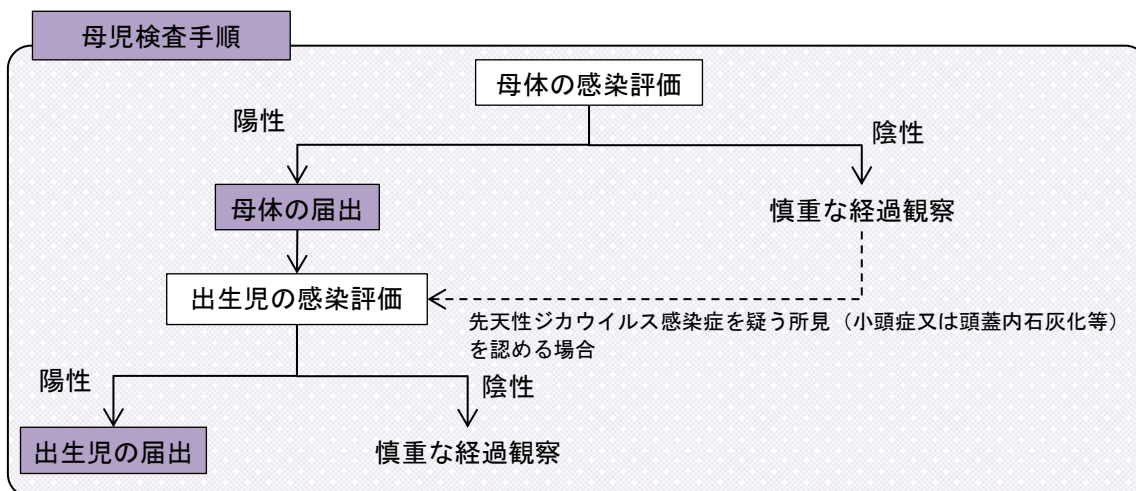 母児検査手順
母体の感染評価
陽性
陰性
母体の届出
慎重な経過観察
出生児の感染評価
先天性ジカウイルス感染症を疑う所見（小頭症又は頭蓋内石灰化等）
を認める場合
陽性
陰性
出生児の届出
慎重な経過観察